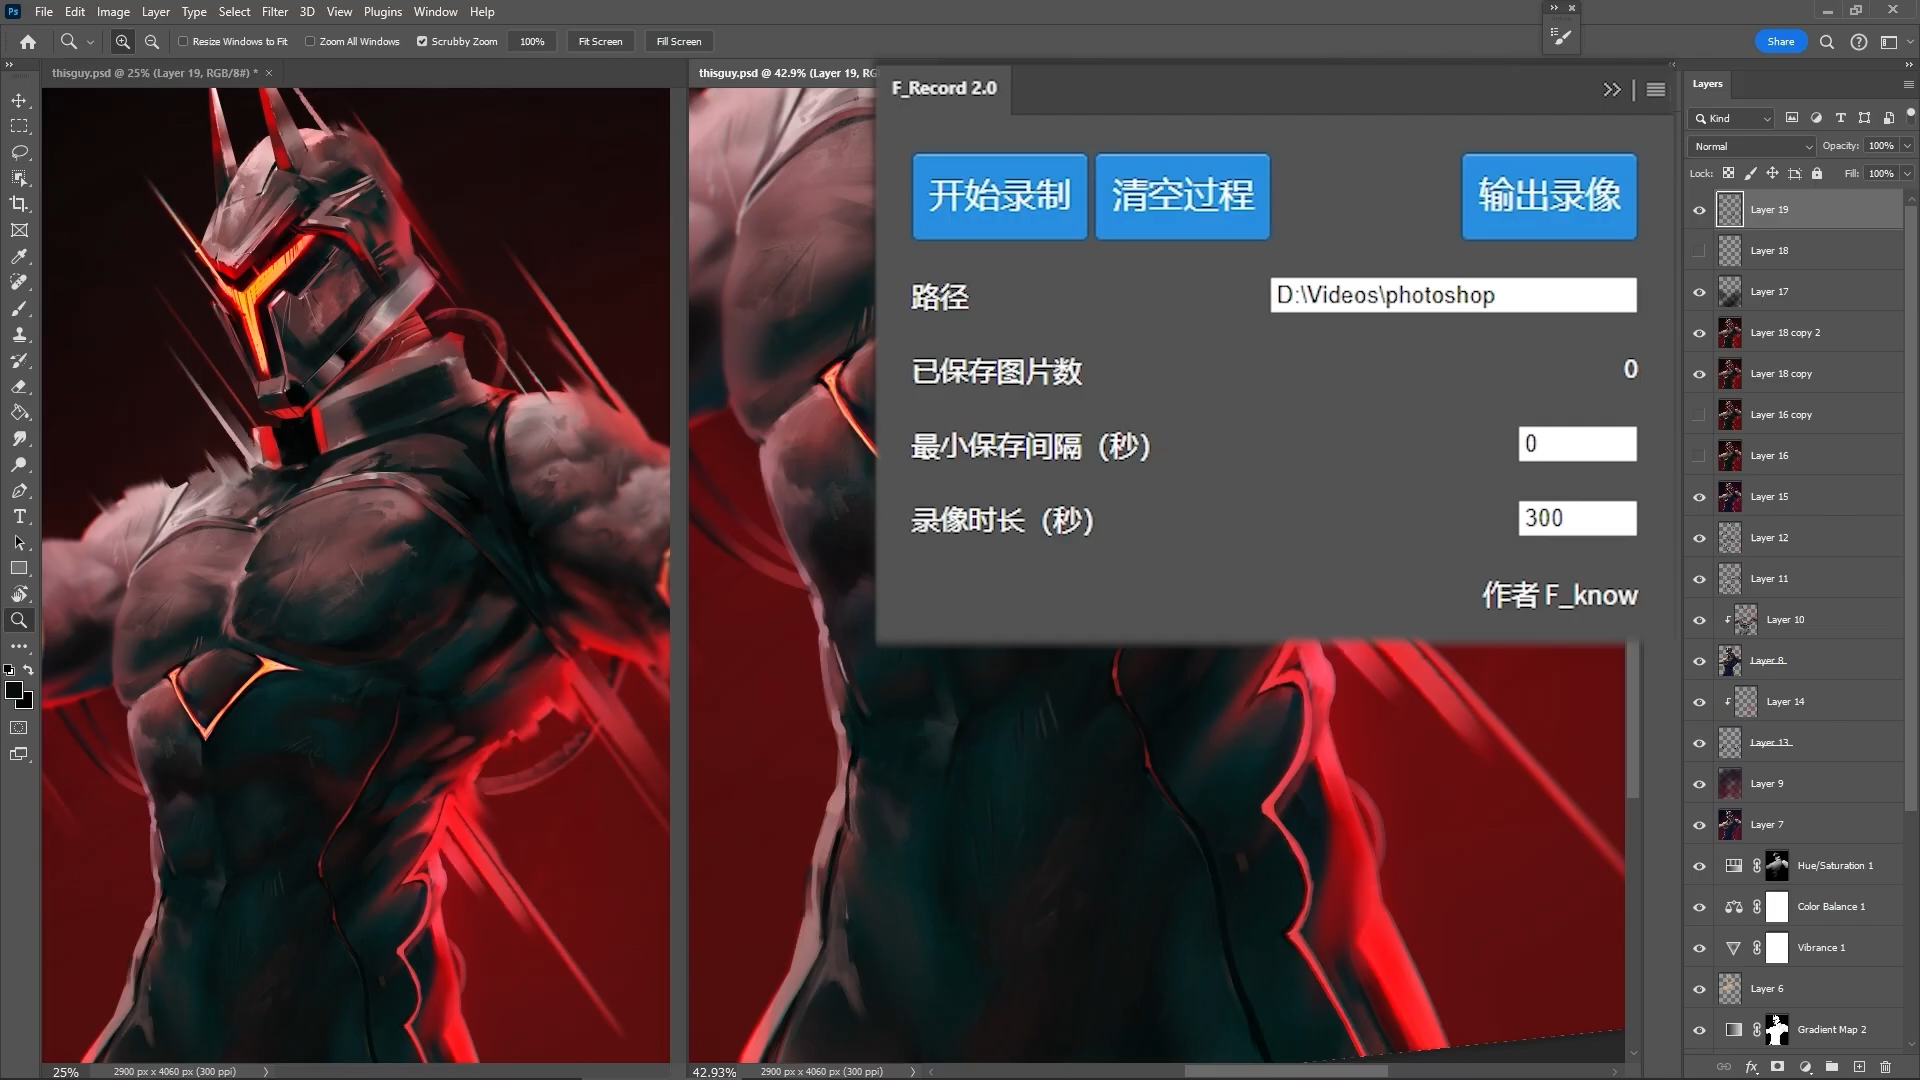 Ps File Edit Image Layer Type Select Filter 3D View Plugins Window Help
Resize Windows to Fit Zoom All Windows Scrubby Zoom 100% Fit Screen Fill Screen Share
thisguy.psd @ 25% (Layer 19, RGB/8#) *
thisguy.psd @ 42.9% (Layer 19, RG
F_Record 2.0
开始录制 清空过程 输出录像
路径 D:\Videos\photoshop
已保存图片数 0
最小保存间隔（秒） 0
录像时长（秒） 300
作者 F_know
Layers
Kind
Normal Opacity: 100%
Lock: Fill: 100%
Layer 19
Layer 18
Layer 17
Layer 18 copy 2
Layer 18 copy
Layer 16 copy
Layer 16
Layer 15
Layer 12
Layer 11
Layer 10
Layer 8
Layer 14
Layer 13
Layer 9
Layer 7
Hue/Saturation 1
Color Balance 1
Vibrance 1
Layer 6
Gradient Map 2
25% 2900 px x 4060 px (300 ppi)
42.93% 2900 px x 4060 px (300 ppi)